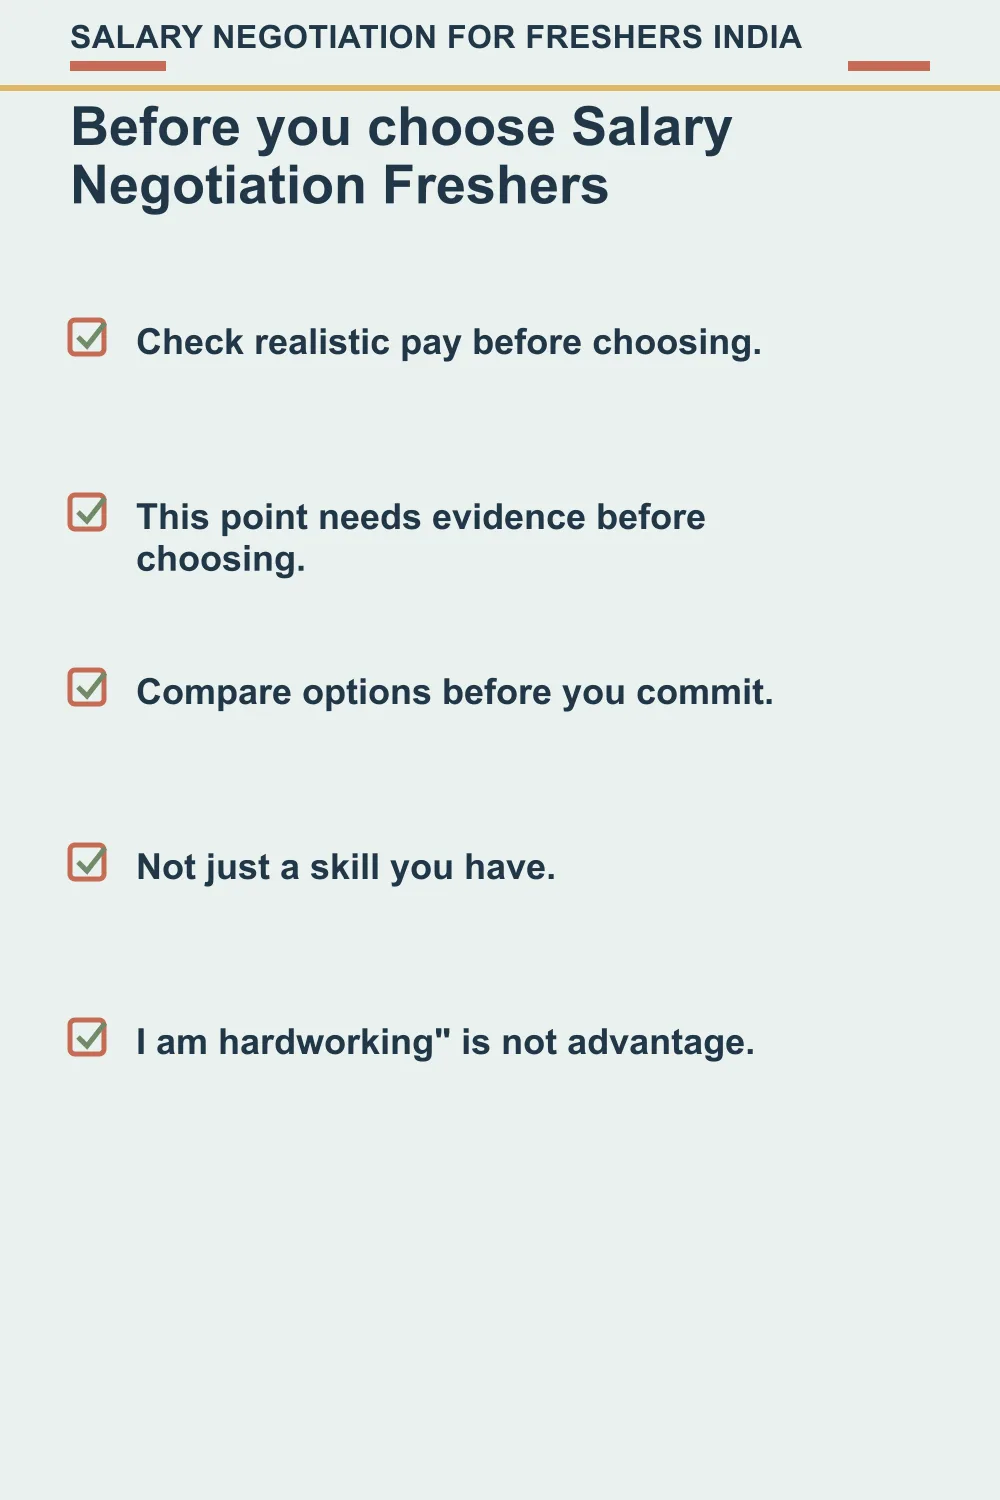 SALARY NEGOTIATION FOR FRESHERS INDIA
Before you choose Salary
Negotiation Freshers
Check realistic pay before choosing.
This point needs evidence before
choosing.
Compare options before you commit.
Not just a skill you have.
I am hardworking" is not advantage.